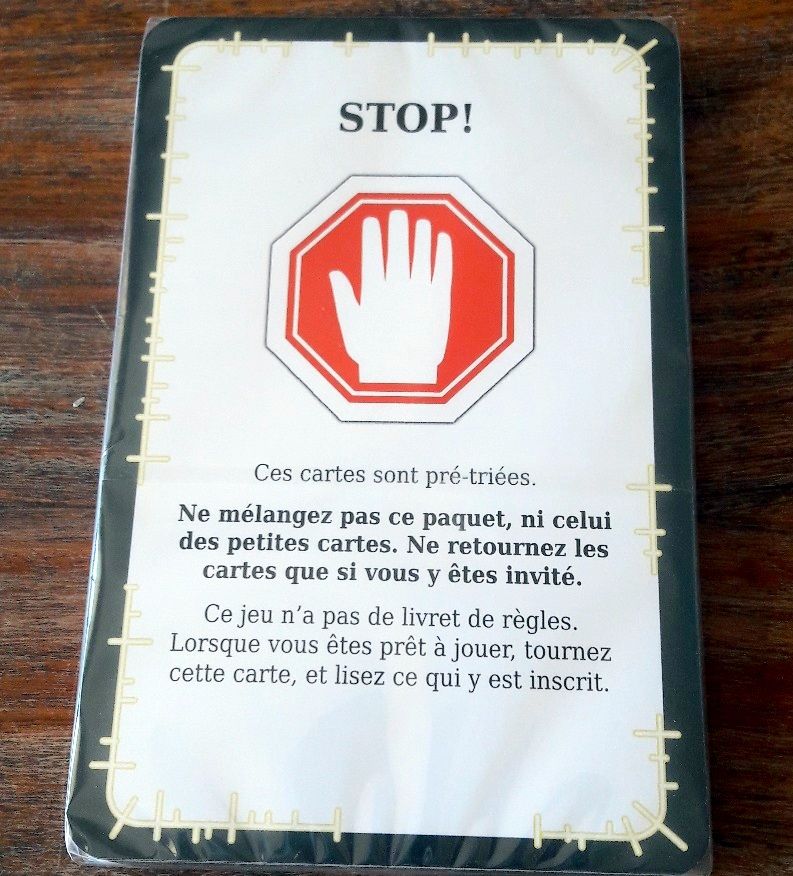 STOP!
Ces cartes sont pré-triées.
Ne mélangez pas ce paquet, ni celui
des petites cartes. Ne retournez les
cartes que si vous y êtes invité.
Ce jeu n’a pas de livret de règles.
Lorsque vous êtes prêt à jouer, tournez
cette carte, et lisez ce qui y est inscrit.